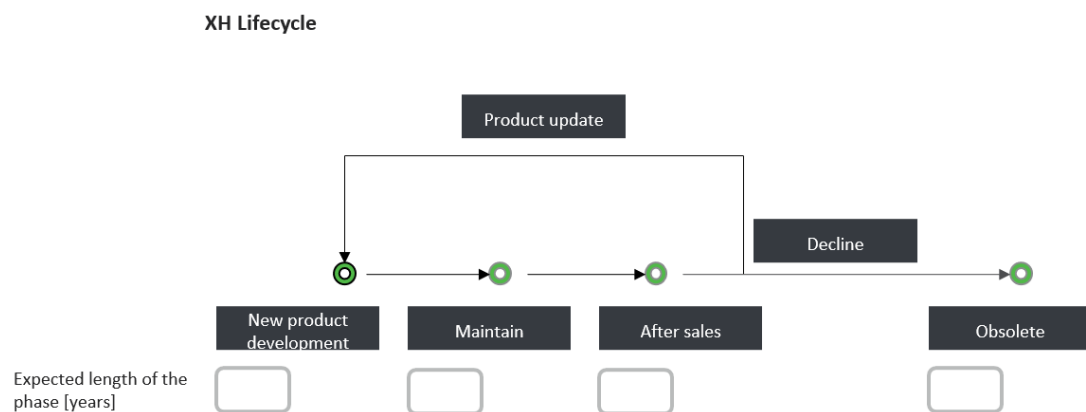 XH Lifecycle
Product update
Decline
New product
development
Maintain
After sales
Obsolete
Expected length of the
phase [years]